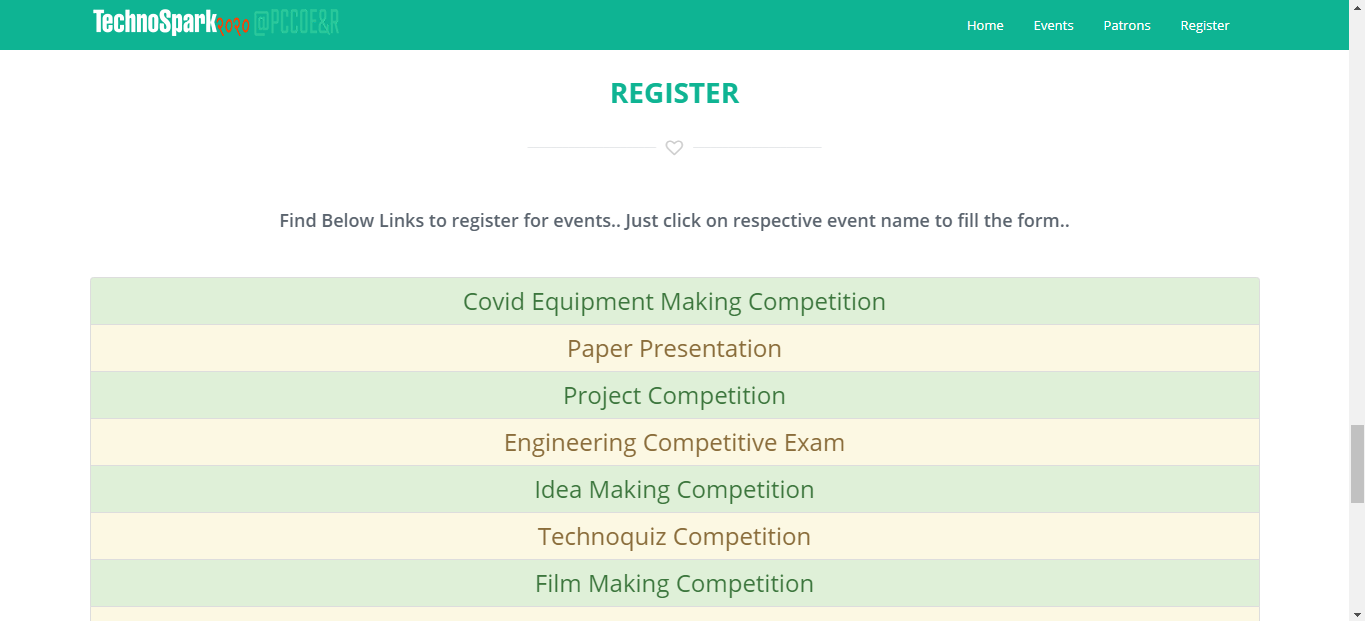 TechnoSpark2020 @PCCOE&R
Home Events Patrons Register
REGISTER
Find Below Links to register for events.. Just click on respective event name to fill the form..
Covid Equipment Making Competition
Paper Presentation
Project Competition
Engineering Competitive Exam
Idea Making Competition
Technoquiz Competition
Film Making Competition